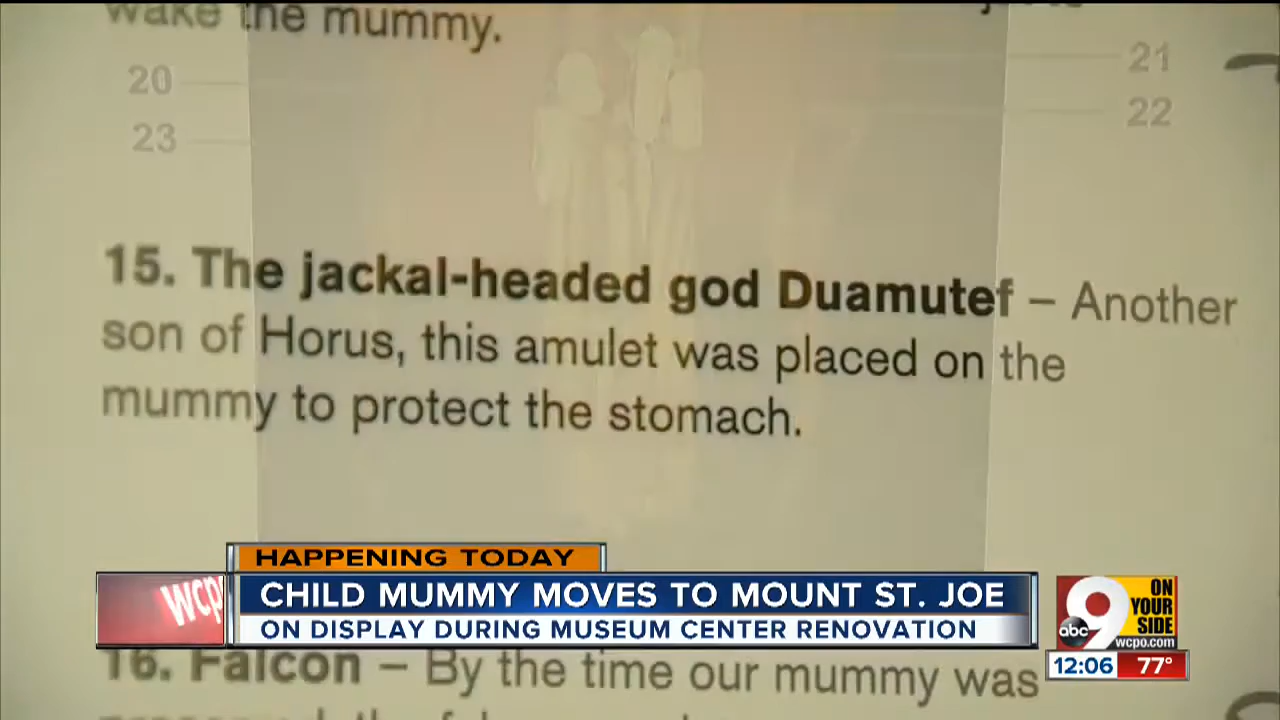 wake the mummy.
20
21
22
23
15. The jackal-headed god Duamutef – Another
son of Horus, this amulet was placed on the
mummy to protect the stomach.
HAPPENING TODAY
wcp
CHILD MUMMY MOVES TO MOUNT ST. JOE
ON DISPLAY DURING MUSEUM CENTER RENOVATION
abc 9 ON
YOUR
SIDE
wcpo.com
12:06 77°
16. Falcon – By the time our mummy was